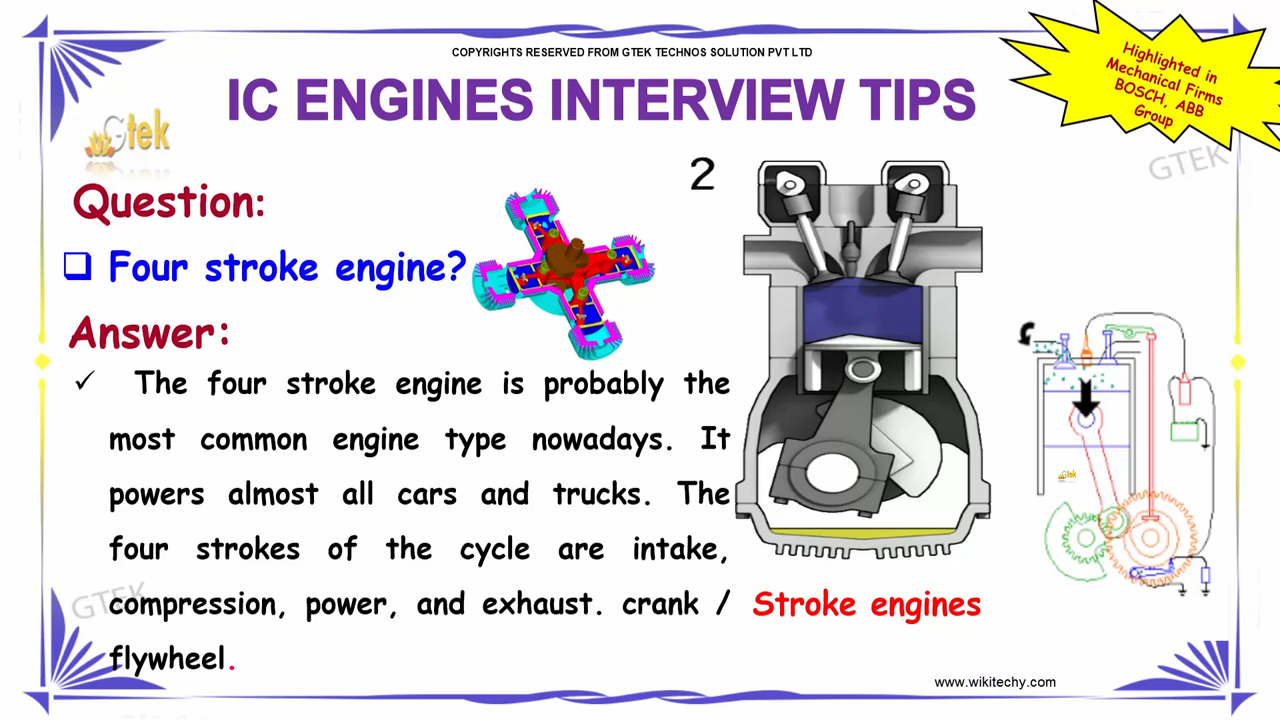 COPYRIGHTS RESERVED FROM GTEK TECHNOS SOLUTION PVT LTD
IC ENGINES INTERVIEW TIPS
Highlighted in
Mechanical Firms
BOSCH, ABB
Group
Gtek
GTEK
2
Question:
Four stroke engine?
Answer:
The four stroke engine is probably the
most common engine type nowadays. It
powers almost all cars and trucks. The
four strokes of the cycle are intake,
compression, power, and exhaust. crank /
flywheel.
Gtek
GTEK
Stroke engines
www.wikitechy.com